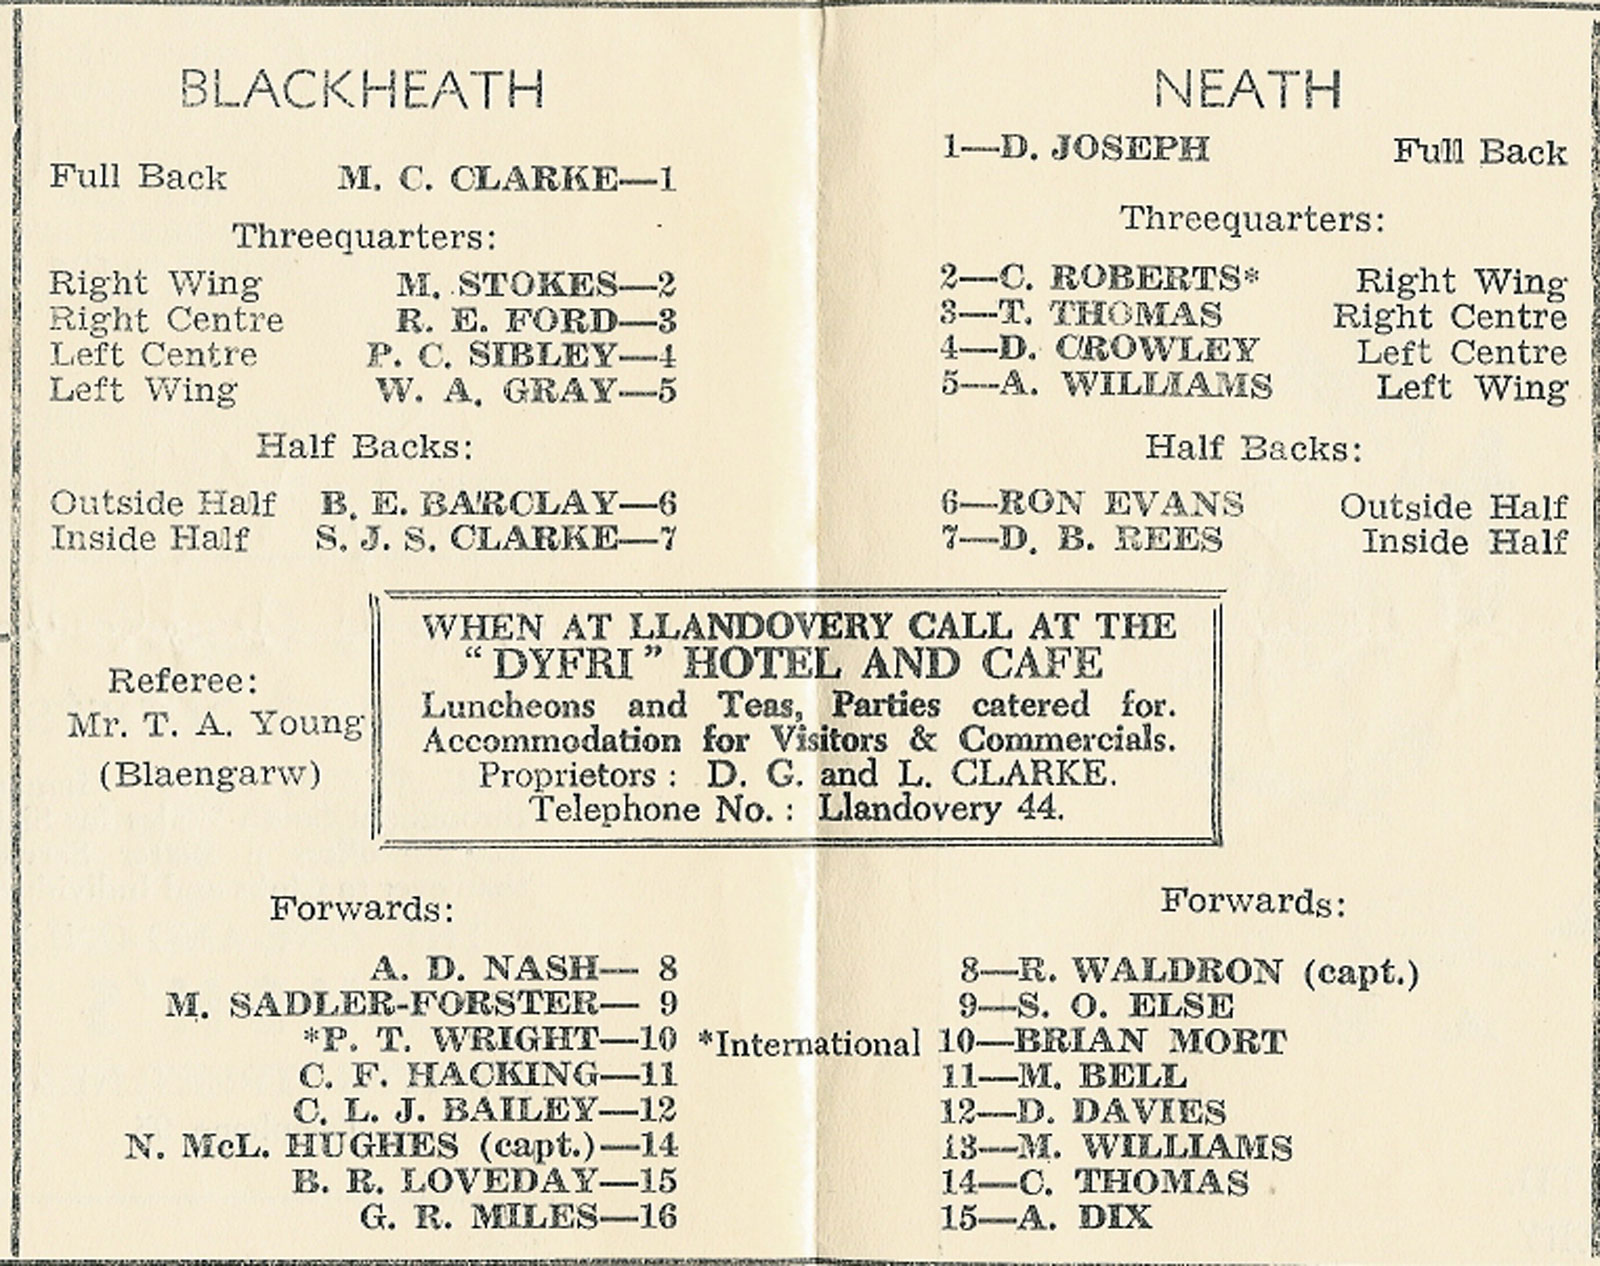 BLACKHEATH
Full Back M. C. CLARKE—1
Threequarters:
Right Wing M. STOKES—2
Right Centre R. E. FORD—3
Left Centre P. C. SIBLEY—4
Left Wing W. A. GRAY—5
Half Backs:
Outside Half B. E. BARCLAY—6
Inside Half S. J. S. CLARKE—7
NEATH
1—D. JOSEPH Full Back
Threequarters:
2—C. ROBERTS* Right Wing
3—T. THOMAS Right Centre
4—D. CROWLEY Left Centre
5—A. WILLIAMS Left Wing
Half Backs:
6—RON EVANS Outside Half
7—D. B. REES Inside Half
Referee:
Mr. T. A. Young
(Blaengarw)
WHEN AT LLANDOVERY CALL AT THE
“ DYFRI ” HOTEL AND CAFE
Luncheons and Teas, Parties catered for.
Accommodation for Visitors & Commercials.
Proprietors : D. G. and L. CLARKE.
Telephone No. : Llandovery 44.
Forwards:
A. D. NASH— 8
M. SADLER-FORSTER— 9
*P. T. WRIGHT—10
C. F. HACKING—11
C. L. J. BAILEY—12
N. McL. HUGHES (capt.)—14
B. R. LOVEDAY—15
G. R. MILES—16
*International
Forwards:
8—R. WALDRON (capt.)
9—S. O. ELSE
10—BRIAN MORT
11—M. BELL
12—D. DAVIES
13—M. WILLIAMS
14—C. THOMAS
15—A. DIX